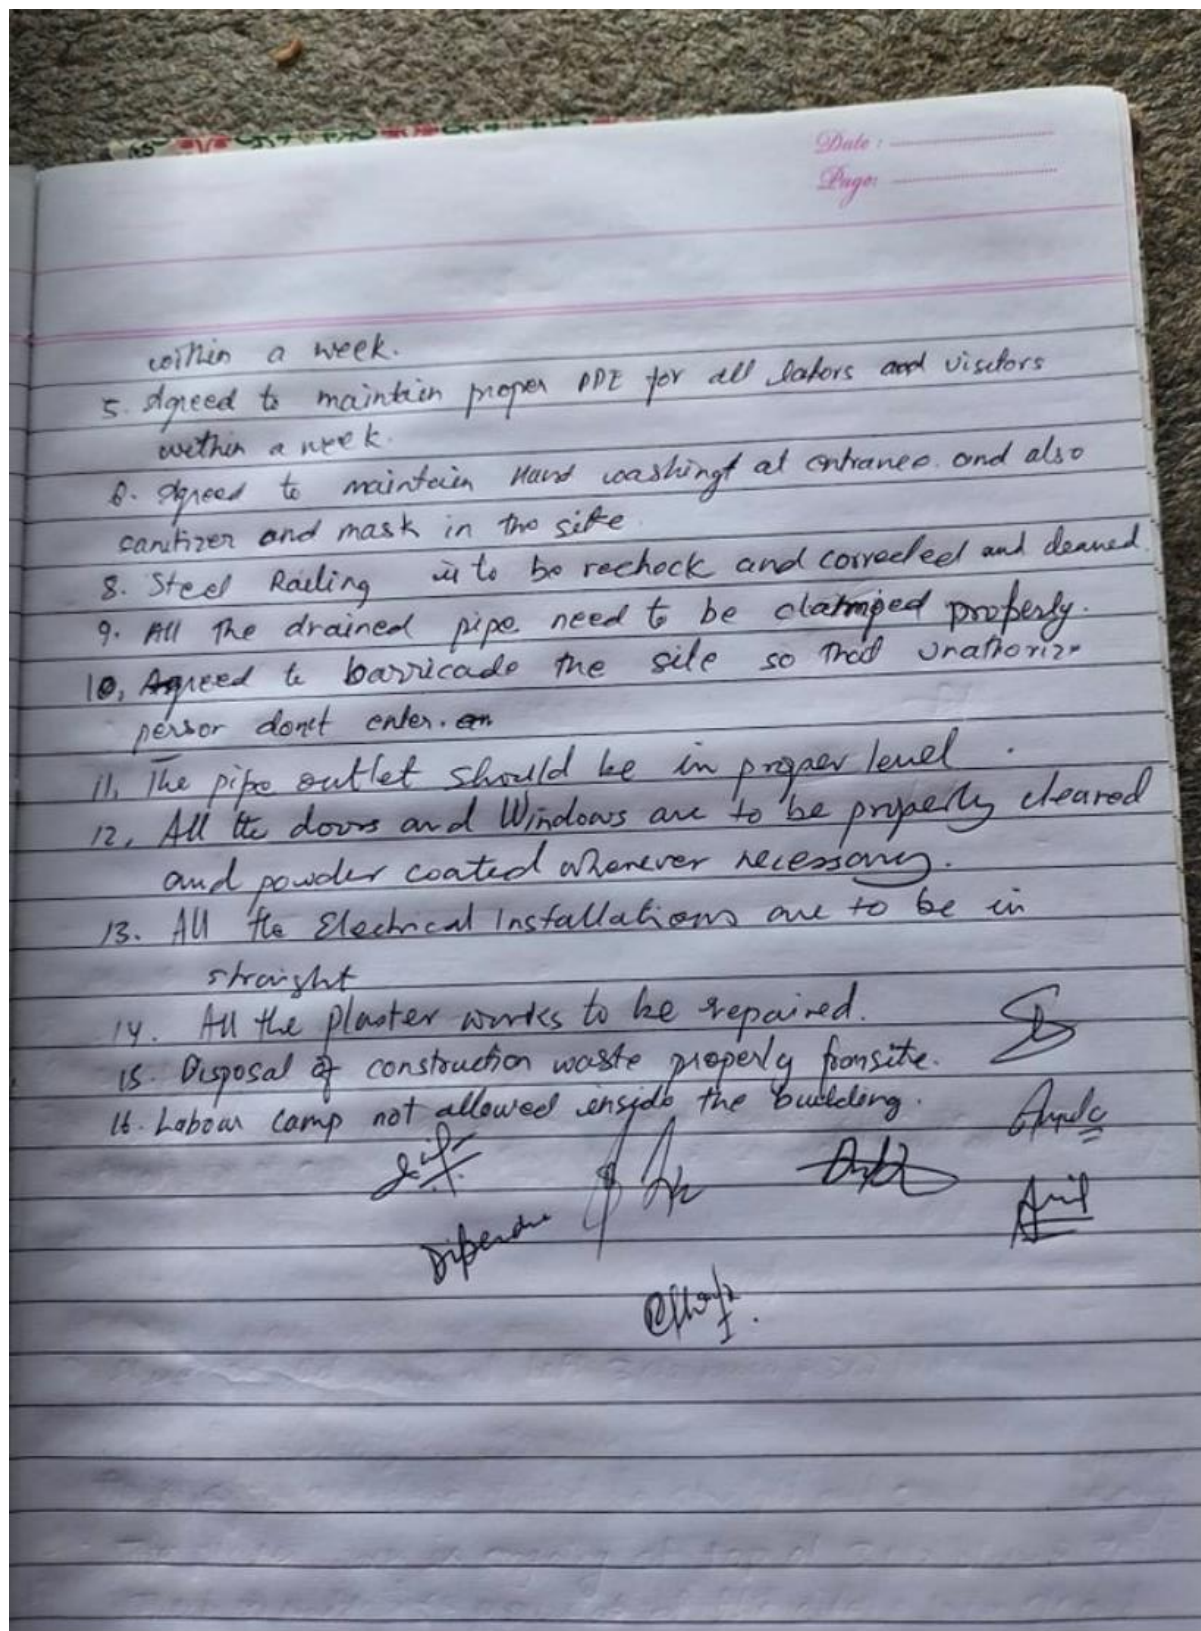 Date :
Page:
within a week.
5. Agreed to maintain proper PPE for all labors and visitors
within a week.
6. Agreed to maintain Hand washingt at entrance. and also
sanitizer and mask in the site.
8. Steel Railing is to be recheck and corrected and cleaned.
9. All the drained pipe need to be clamped properly.
10. Agreed to barricade the site so that unathoriz
person don't enter.
11. The pipe outlet should be in proper level.
12. All the doors and Windows are to be properly cleared
and powder coated whenever necessary.
13. All the Electrical Installations are to be in
straight
14. All the Plaster works to be repaired.
15. Disposal of construction waste properly from site.
16. Labour camp not allowed inside the building.
Dipendra
Anil